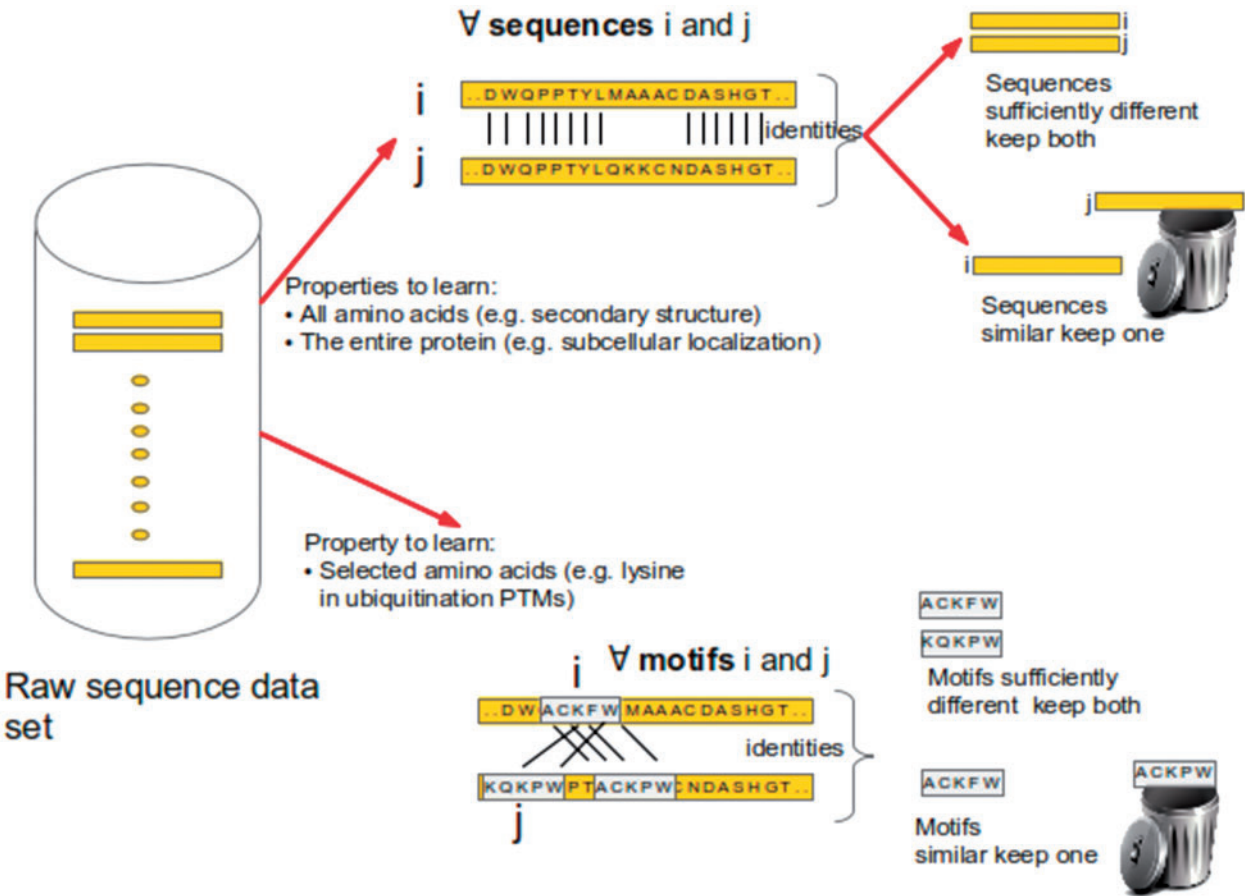 ∀ sequences i and j
i
..DWQPPTYLMAAACDASHGT..
identities
j
..DWQPPTYLQKKCNDASHGT..
i
j
Sequences
sufficiently different
keep both
j
i
Sequences
similar keep one
Properties to learn:
• All amino acids (e.g. secondary structure)
• The entire protein (e.g. subcellular localization)
Property to learn:
• Selected amino acids (e.g. lysine
in ubiquitination PTMs)
Raw sequence data
set
∀ motifs i and j
i
..DW ACKFW MAAACDASHGT..
identities
KQKPW PT ACKPW CNDASHGT..
j
ACKFW
KQKPW
Motifs sufficiently
different keep both
ACKFW
ACKPW
Motifs
similar keep one